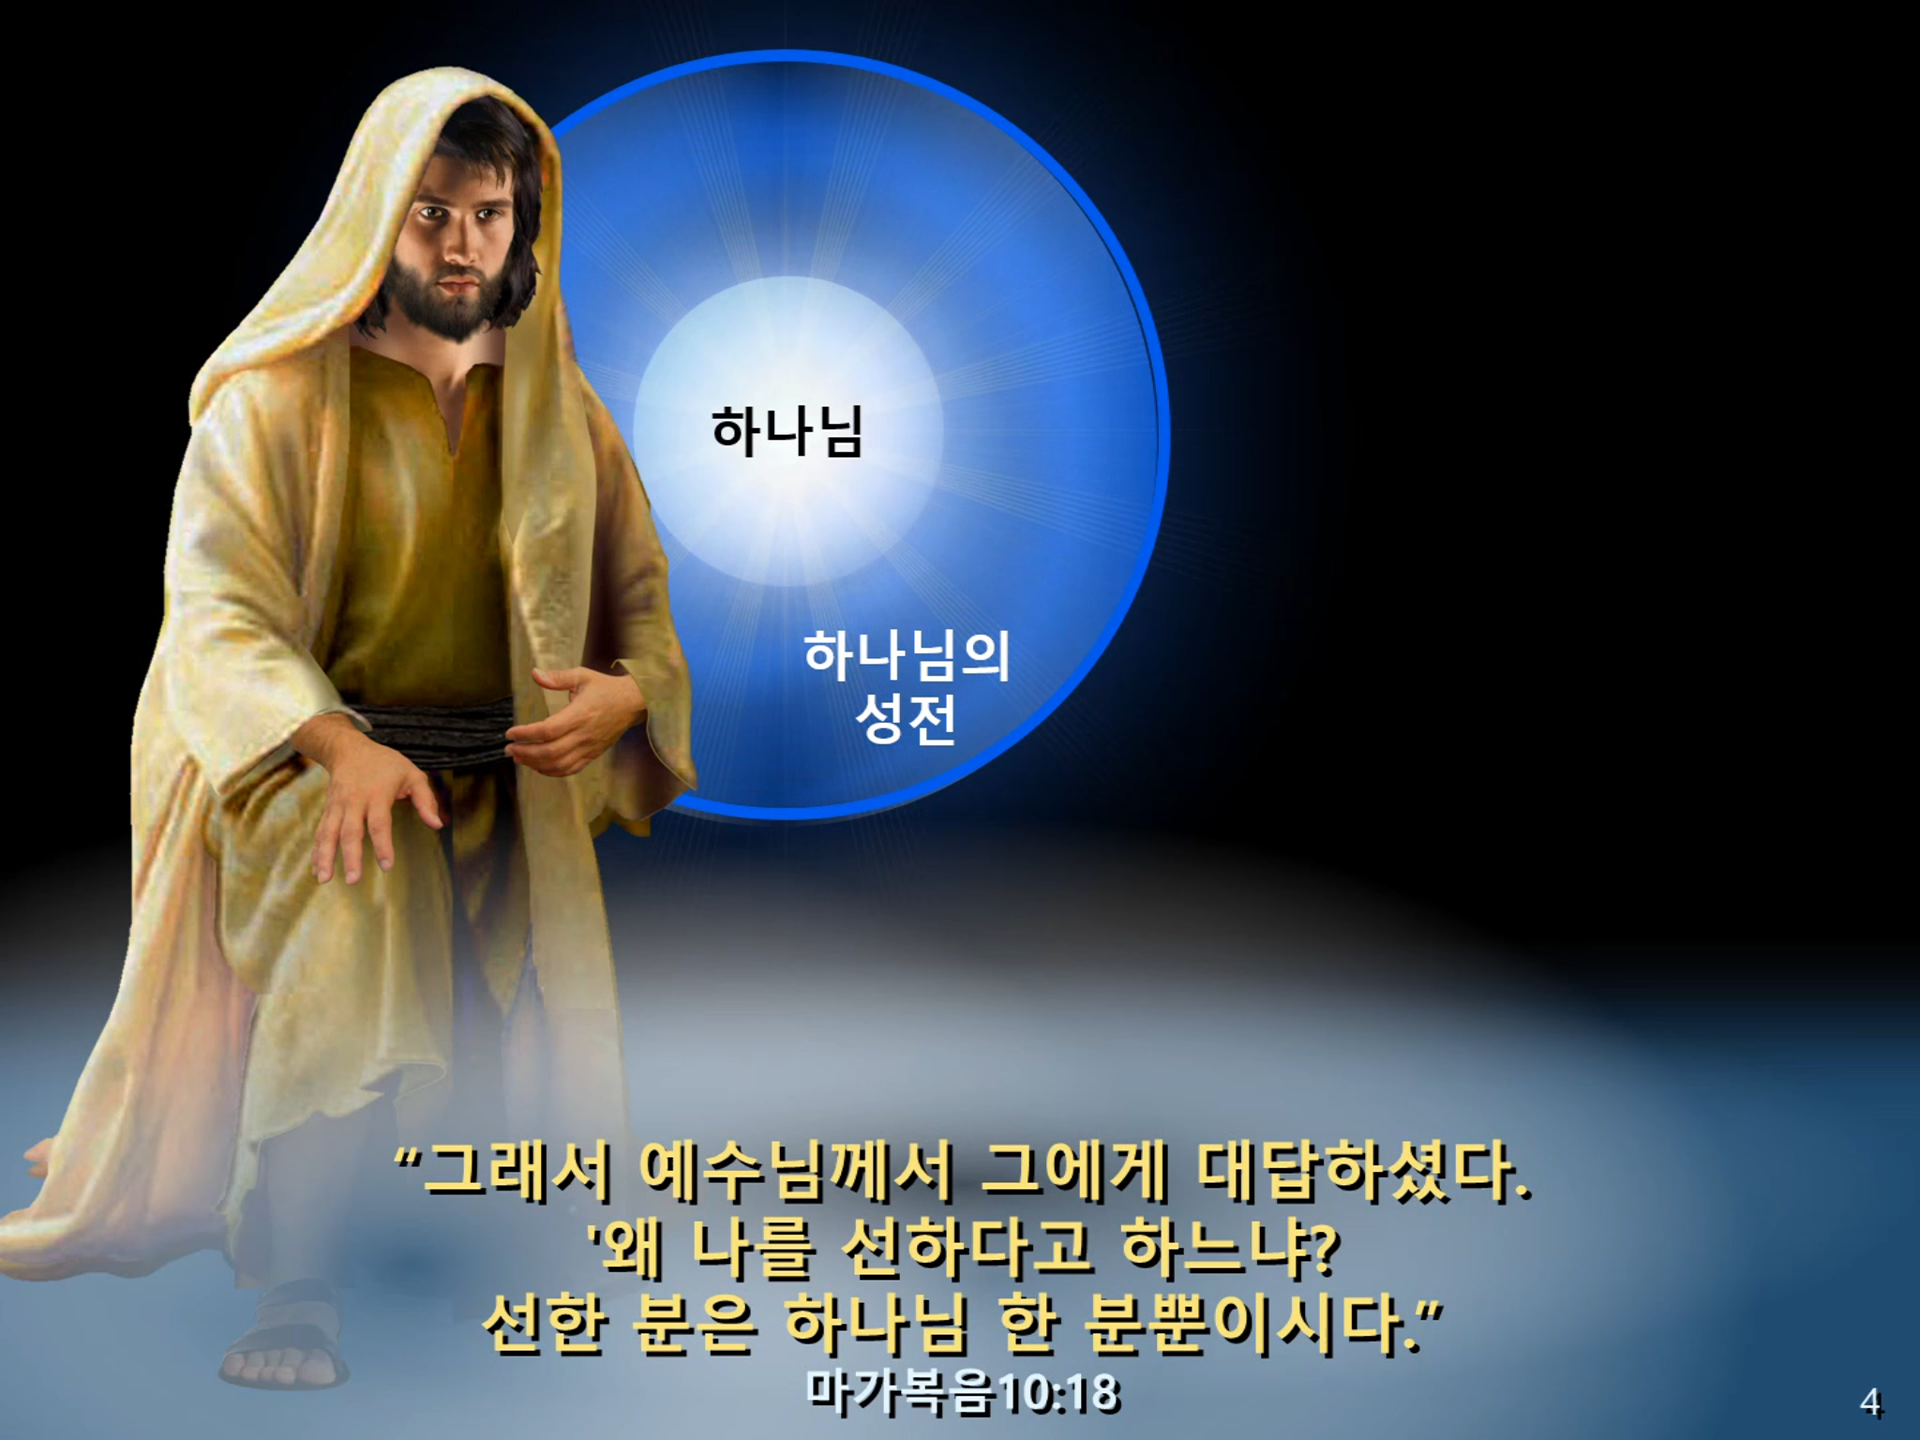 하나님
하나님의
성전
“그래서 예수님께서 그에게 대답하셨다.
'왜 나를 선하다고 하느냐?
선한 분은 하나님 한 분뿐이시다.”
마가복음10:18
4